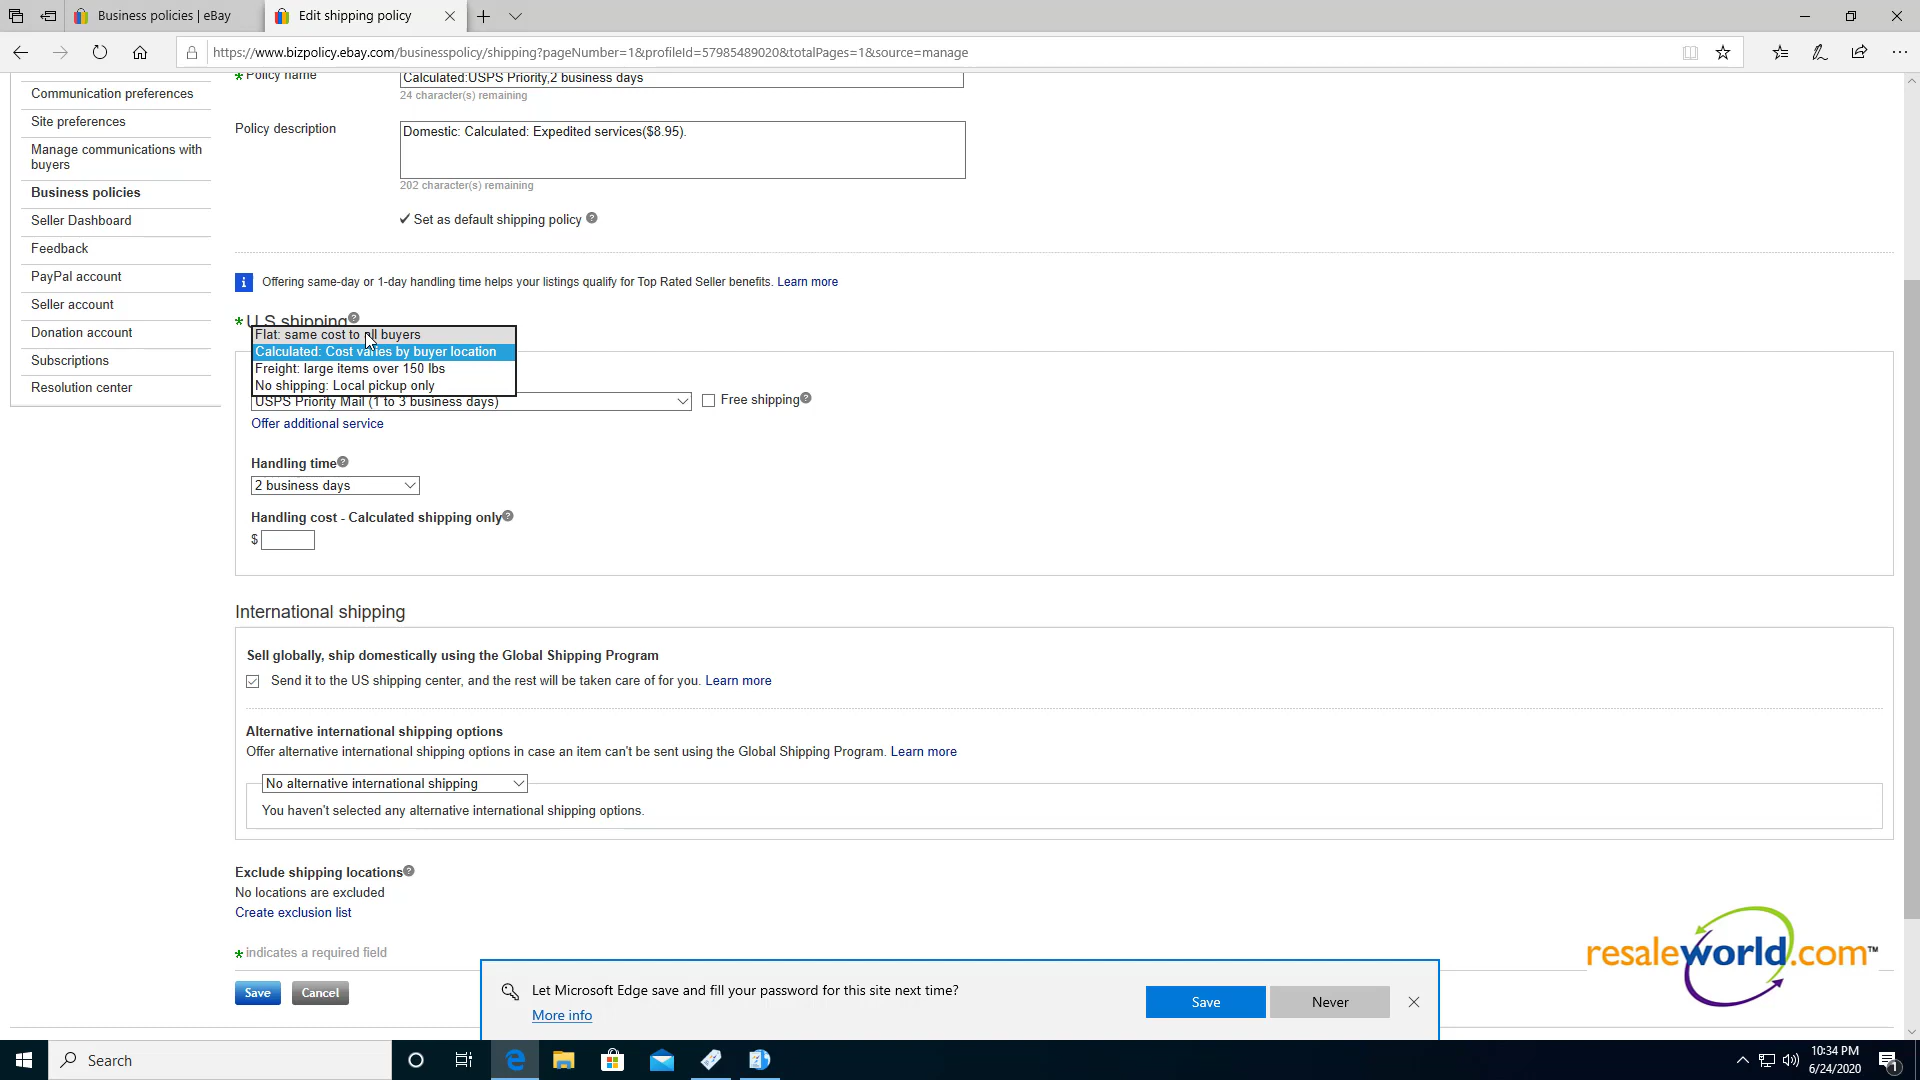 Business policies | eBay
Edit shipping policy
https://www.bizpolicy.ebay.com/businesspolicy/shipping?pageNumber=1&profileId=57985489020&totalPages=1&source=manage
Communication preferences
Site preferences
Manage communications with
buyers
Business policies
Seller Dashboard
Feedback
PayPal account
Seller account
Donation account
Subscriptions
Resolution center
* Policy name
Calculated:USPS Priority,2 business days
24 character(s) remaining
Policy description
Domestic: Calculated: Expedited services($8.95).
202 character(s) remaining
✓ Set as default shipping policy ?
i Offering same-day or 1-day handling time helps your listings qualify for Top Rated Seller benefits. Learn more
* U.S shipping ?
Flat: same cost to all buyers
Calculated: Cost varies by buyer location
Freight: large items over 150 lbs
No shipping: Local pickup only
USPS Priority Mail (1 to 3 business days)
Free shipping ?
Offer additional service
Handling time ?
2 business days
Handling cost - Calculated shipping only ?
$
International shipping
Sell globally, ship domestically using the Global Shipping Program
Send it to the US shipping center, and the rest will be taken care of for you. Learn more
Alternative international shipping options
Offer alternative international shipping options in case an item can't be sent using the Global Shipping Program. Learn more
No alternative international shipping
You haven't selected any alternative international shipping options.
Exclude shipping locations ?
No locations are excluded
Create exclusion list
* indicates a required field
Save
Cancel
resaleworld.com™
Let Microsoft Edge save and fill your password for this site next time?
More info
Save
Never
Search
10:34 PM
6/24/2020
1